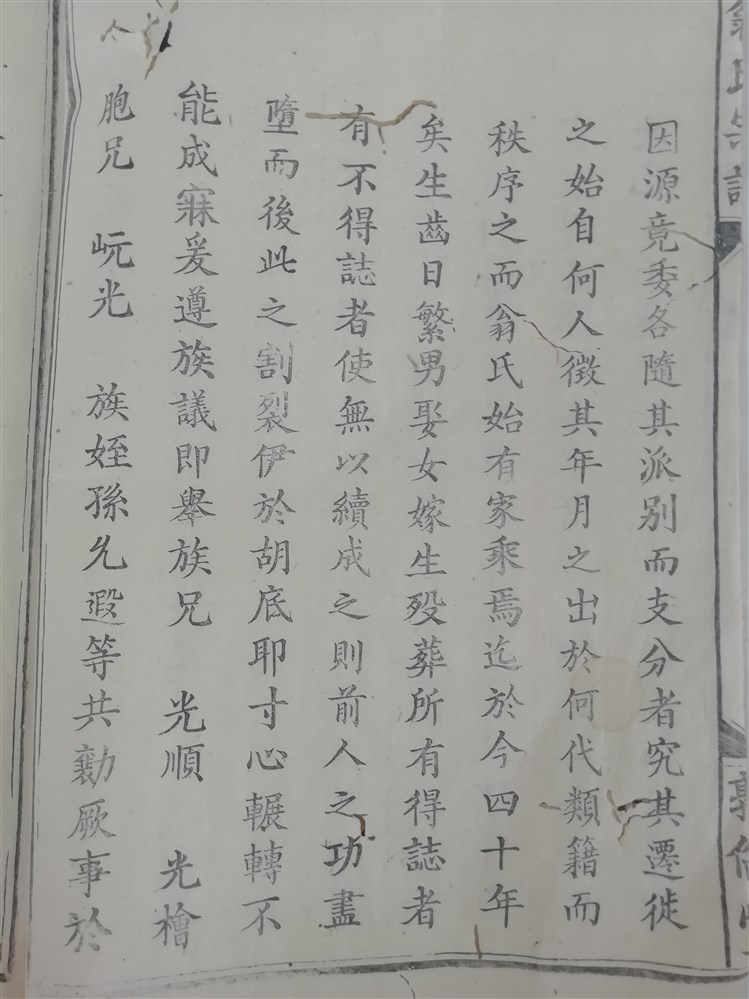 因源竟委各隨其派別而支分者究其遷徙
之始自何人徵其年月之出於何代類籍而
秩序之而翁氏始有家乘焉迄於今四十年
矣生齒日繁男娶女嫁生歿葬所有得誌者
有不得誌者使無以續成之則前人之功盡
墮而後此之割裂伊於胡底耶寸心輾轉不
能成寐爰遵族議即舉族兄 光順 光檜
胞兄 岏光 族姪孫允遐等共勷厥事於